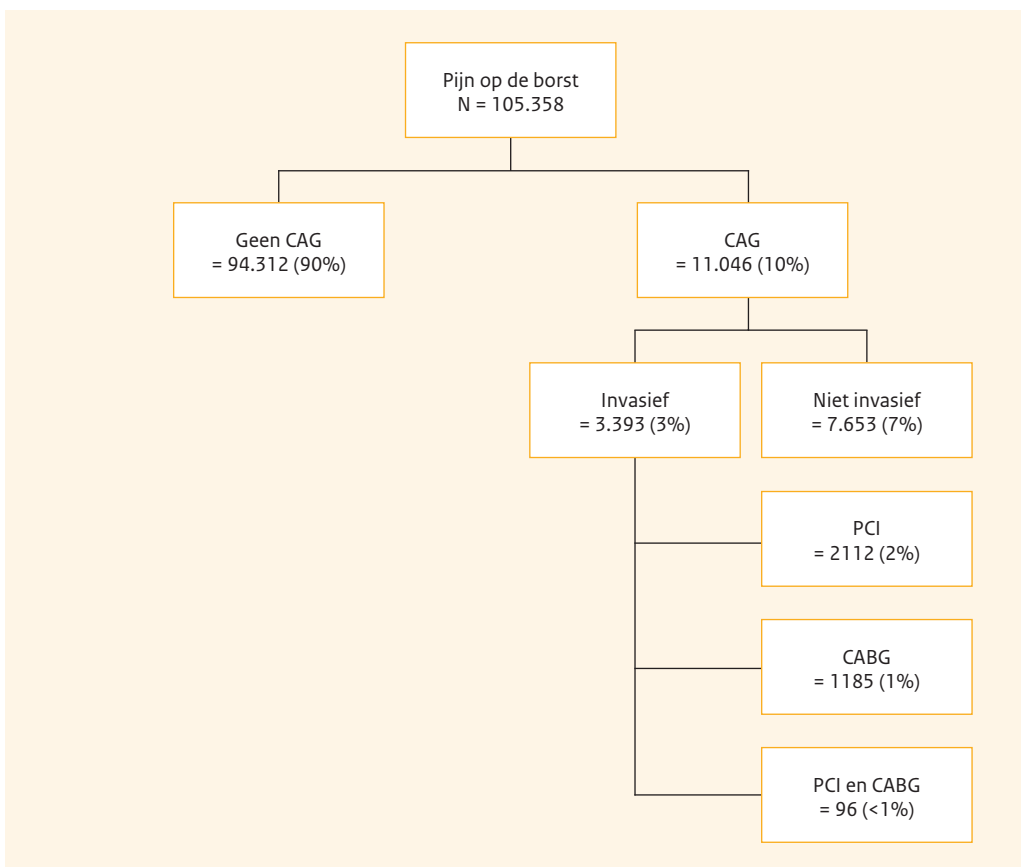 Pijn op de borst
N = 105.358
Geen CAG
= 94.312 (90%)
CAG
= 11.046 (10%)
Invasief
= 3.393 (3%)
Niet invasief
= 7.653 (7%)
PCI
= 2112 (2%)
CABG
= 1185 (1%)
PCI en CABG
= 96 (<1%)